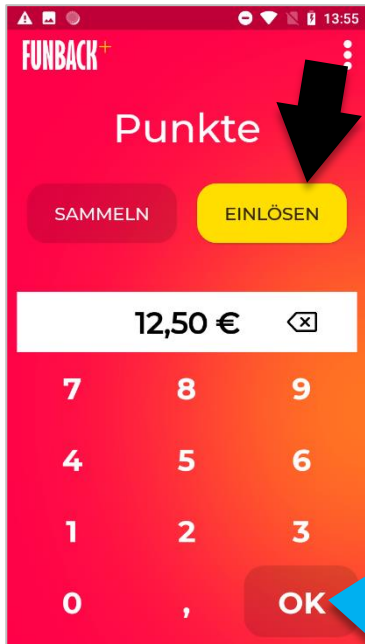 13:55
FUNBACK+
Punkte
SAMMELN EINLÖSEN
12,50 €
7 8 9
4 5 6
1 2 3
0 , OK